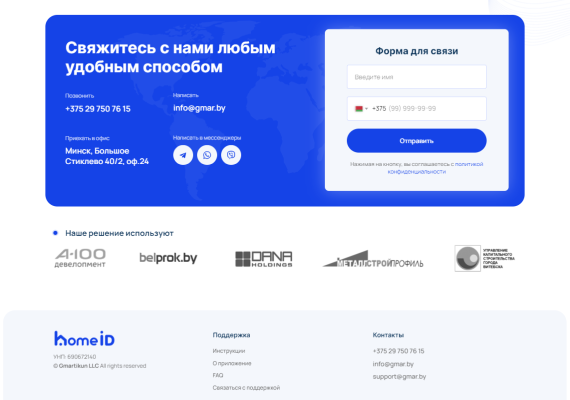 Свяжитесь с нами любым
удобным способом
Позвонить
+375 29 750 76 15
Написать
info@gmar.by
Приехать в офис
Минск, Большое
Стиклево 40/2, оф.24
Написать в мессенджеры
Форма для связи
Введите имя
+375 (99) 999-99-99
Отправить
Нажимая на кнопку, вы соглашаетесь с политикой
конфиденциальности
Наше решение используют
А-100
девелопмент
belprok.by
DANA
HOLDINGS
МЕТАЛЛСТРОЙПРОФИЛЬ
УПРАВЛЕНИЕ
КАПИТАЛЬНОГО
СТРОИТЕЛЬСТВА
ГОРОДА
ВИТЕБСКА
homeiD
УНП: 690672140
© Gmartikun LLC All rights reserved
Поддержка
Инструкции
О приложении
FAQ
Связаться с поддержкой
Контакты
+375 29 750 76 15
info@gmar.by
support@gmar.by